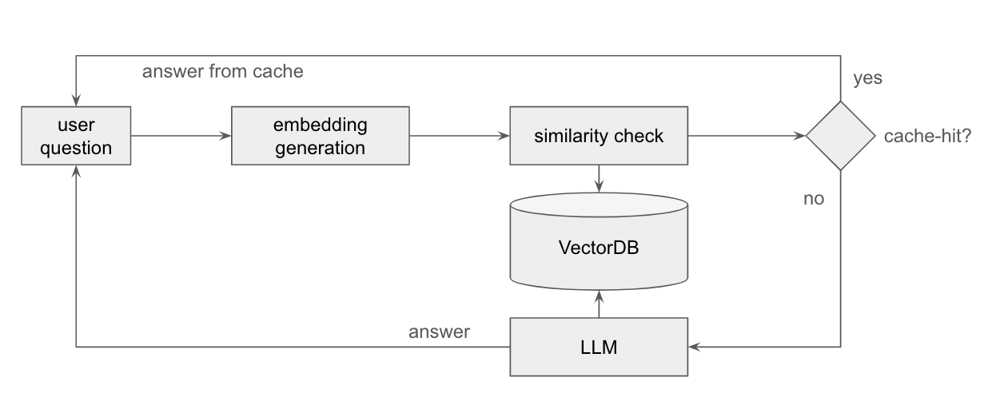 answer from cache
yes
user
question
embedding
generation
similarity check
cache-hit?
no
VectorDB
answer
LLM